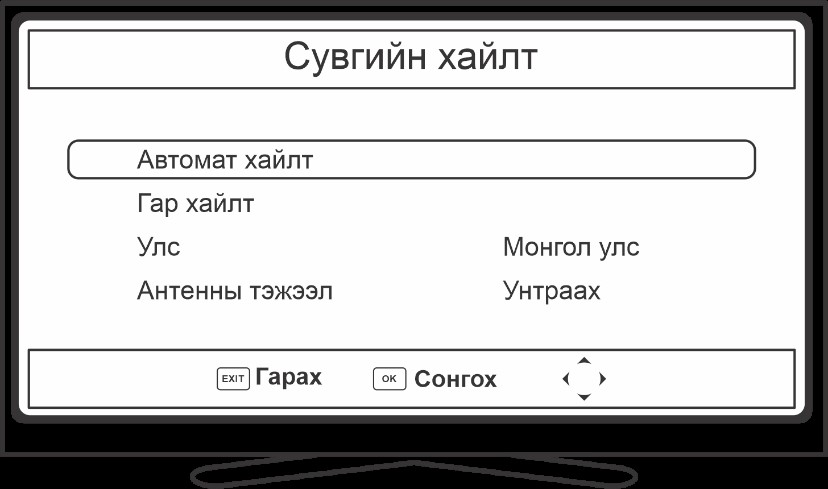 Сувгийн хайлт
Автомат хайлт
Гар хайлт
Улс Монгол улс
Антенны тэжээл Унтраах
EXIT Гарах OK Сонгох